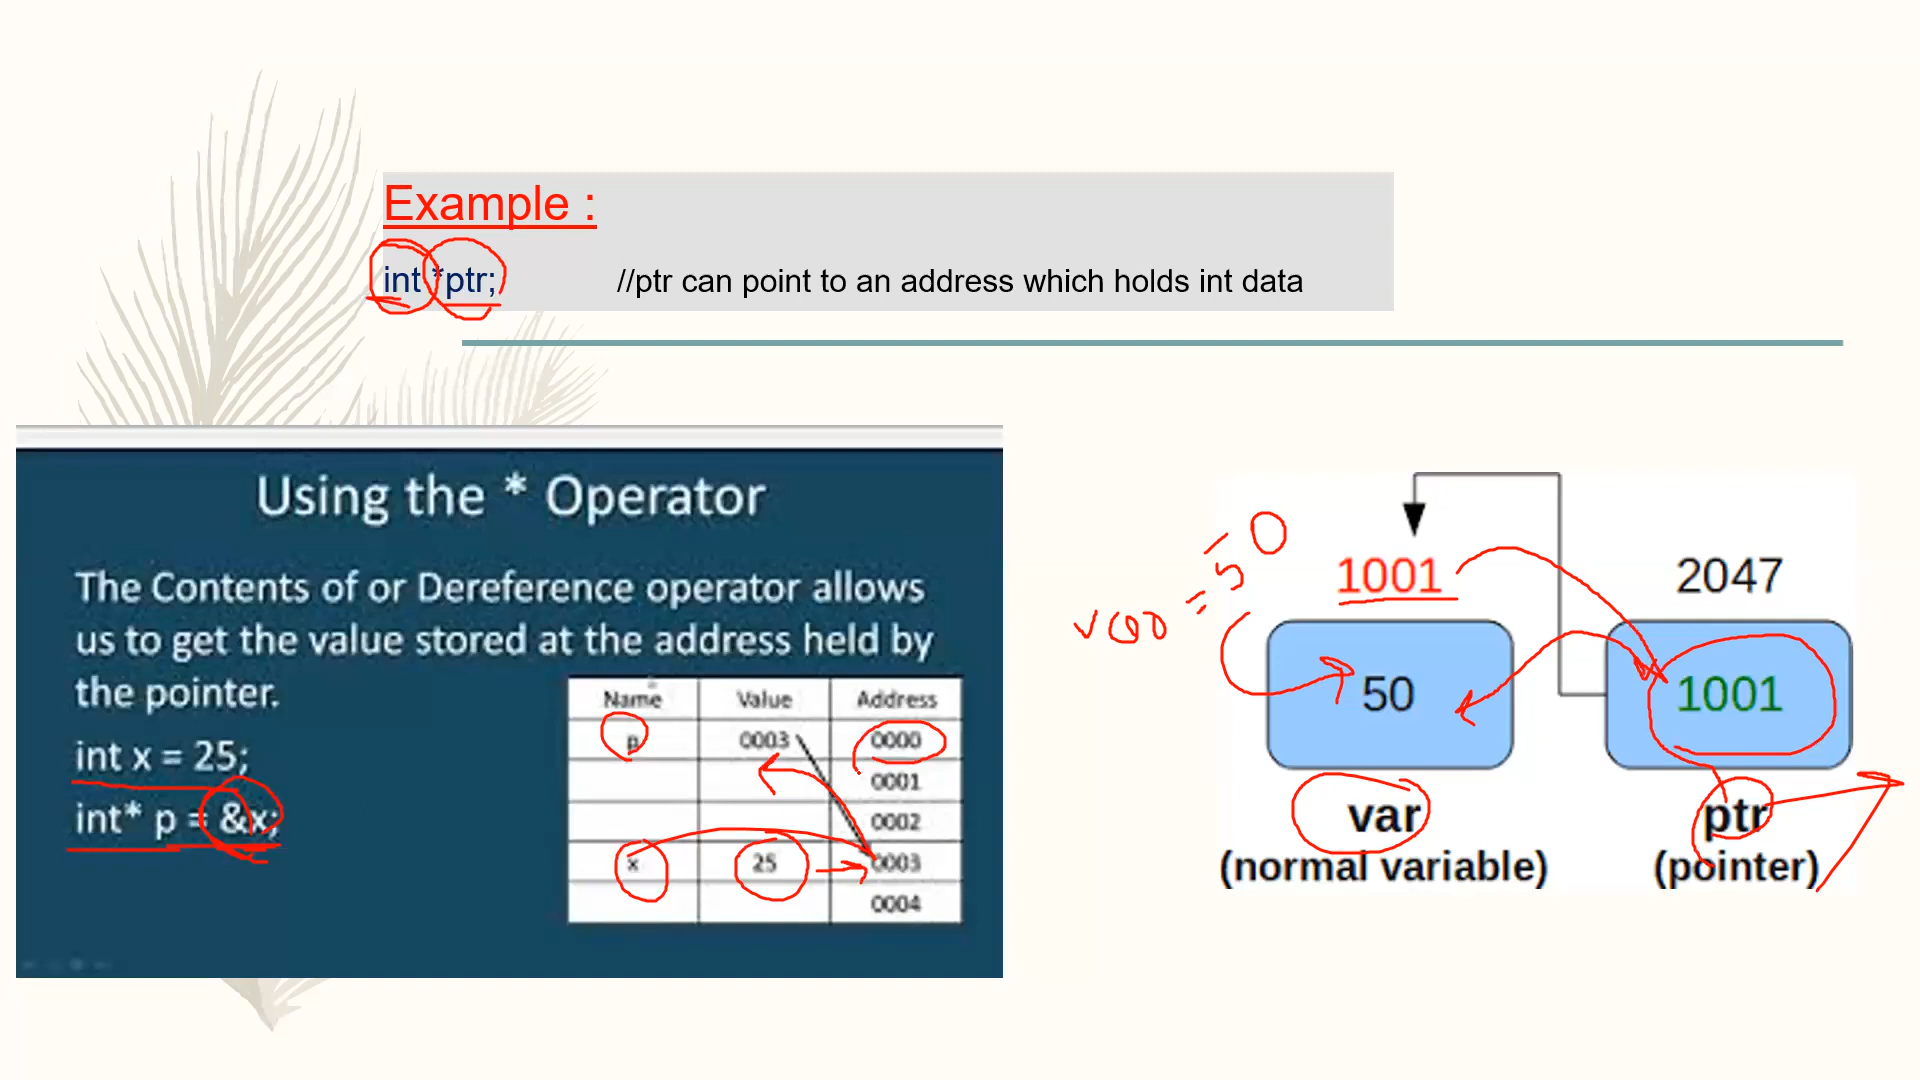 Example :
int *ptr; //ptr can point to an address which holds int data
Using the * Operator
The Contents of or Dereference operator allows
us to get the value stored at the address held by
the pointer.
int x = 25;
int* p = &x;
Name Value Address
p 0003 0000
0001
0002
x 25 0003
0004
= 50
1001 2047
50 1001
var ptr
(normal variable) (pointer)